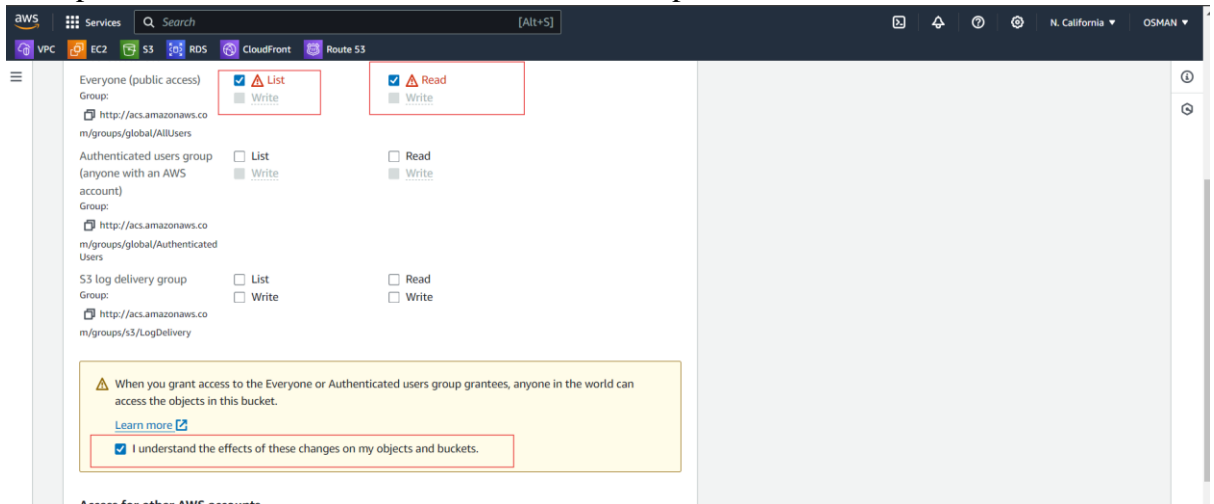 aws Services Search [Alt+S] N. California OSMAN
VPC EC2 S3 RDS CloudFront Route 53
Everyone (public access) List Read
Group: Write Write
http://acs.amazonaws.co
m/groups/global/AllUsers
Authenticated users group List Read
(anyone with an AWS Write Write
account)
Group:
http://acs.amazonaws.co
m/groups/global/Authenticated
Users
S3 log delivery group List Read
Group: Write Write
http://acs.amazonaws.co
m/groups/s3/LogDelivery
When you grant access to the Everyone or Authenticated users group grantees, anyone in the world can
access the objects in this bucket.
Learn more
I understand the effects of these changes on my objects and buckets.
Access for other AWS accounts